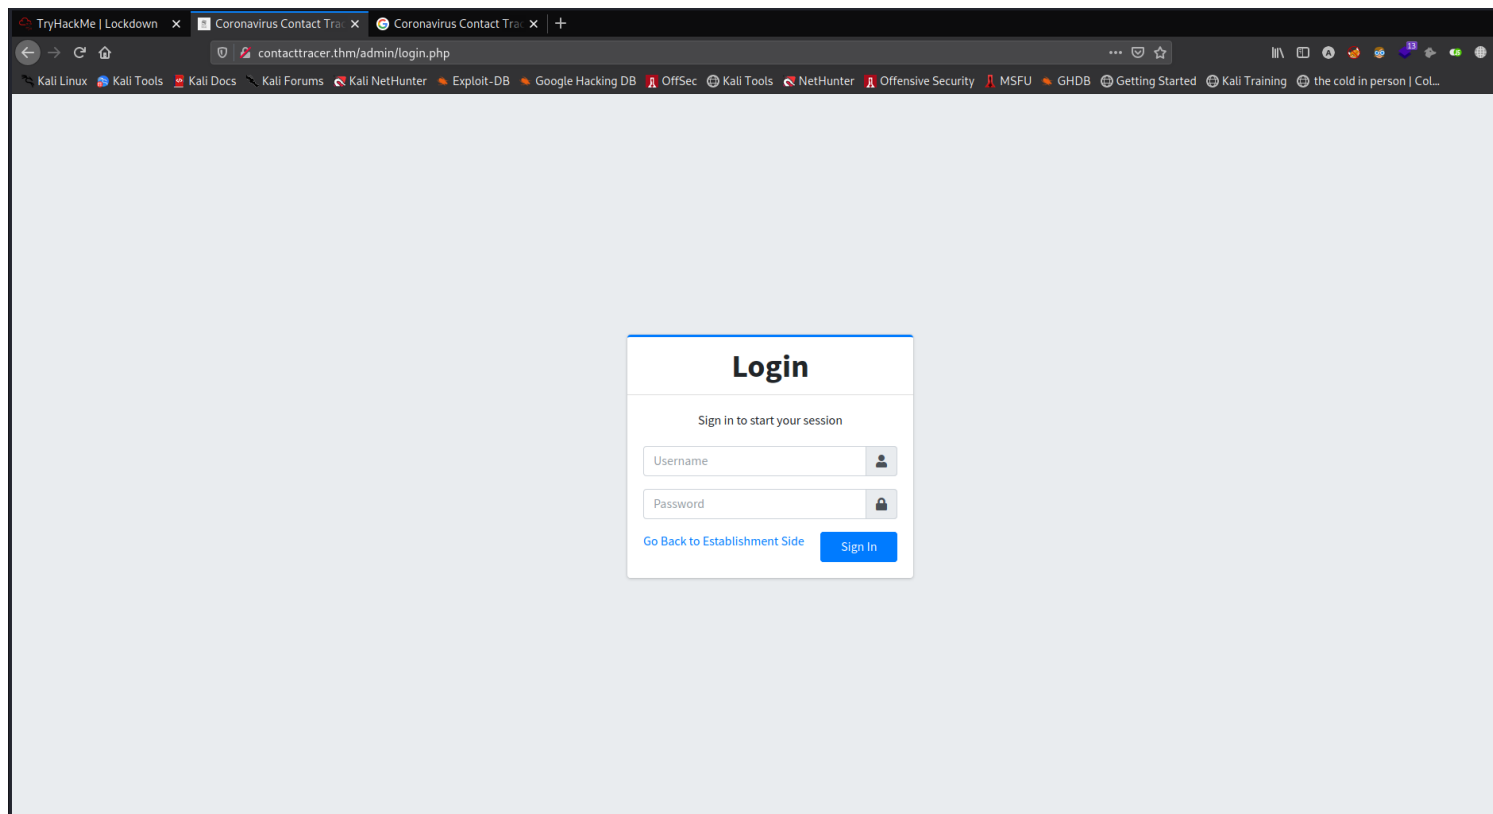 TryHackMe | Lockdown
Coronavirus Contact Trac
Coronavirus Contact Trac
contacttracer.thm/admin/login.php
13
Kali Linux Kali Tools Kali Docs Kali Forums Kali NetHunter Exploit-DB Google Hacking DB OffSec Kali Tools NetHunter Offensive Security MSFU GHDB Getting Started Kali Training the cold in person | Col...
Login
Sign in to start your session
Username
Password
Go Back to Establishment Side
Sign In